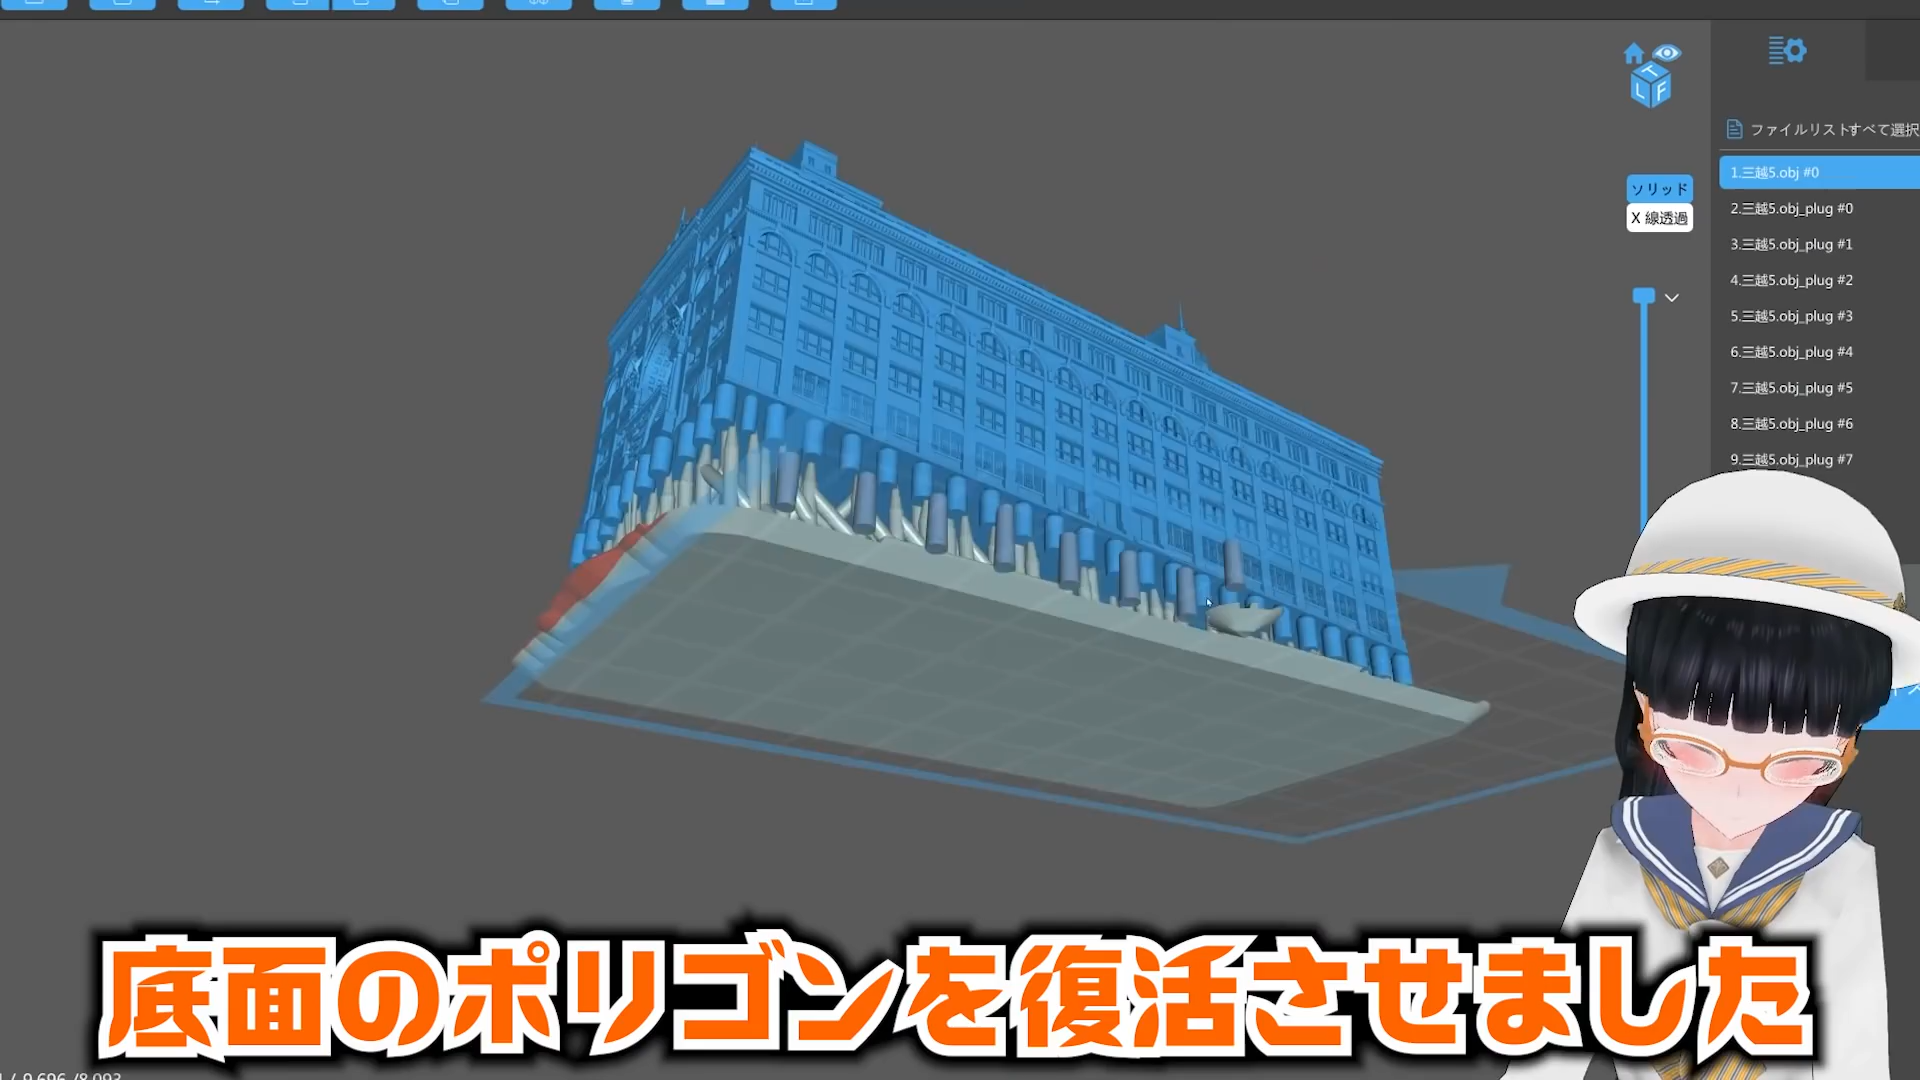 T
L F
ファイルリスト すべて選択
1.三越5.obj #0
ソリッド
2.三越5.obj_plug #0
X 線透過
3.三越5.obj_plug #1
4.三越5.obj_plug #2
5.三越5.obj_plug #3
6.三越5.obj_plug #4
7.三越5.obj_plug #5
8.三越5.obj_plug #6
9.三越5.obj_plug #7
底面のポリゴンを復活させました